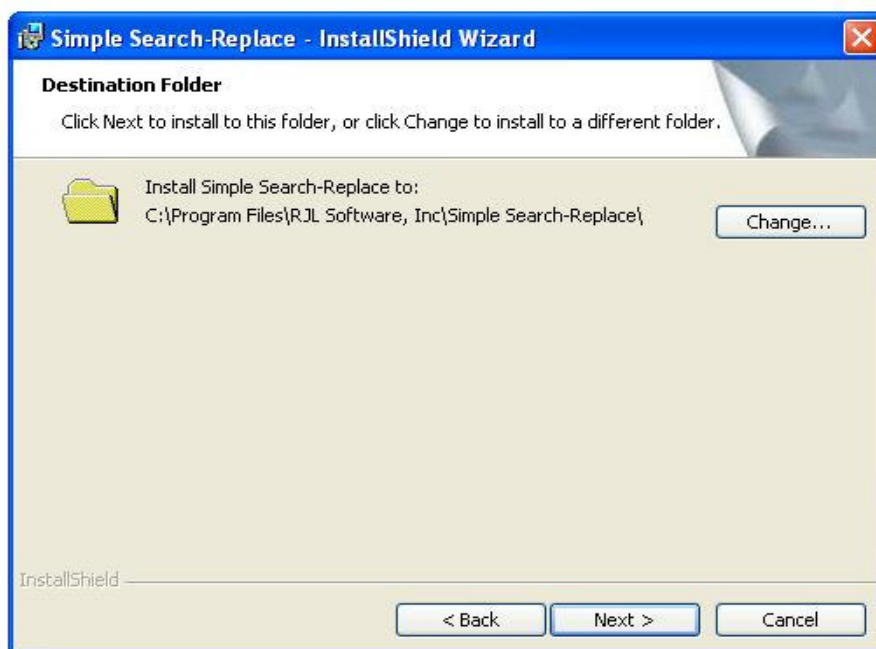 Simple Search-Replace - InstallShield Wizard
Destination Folder
Click Next to install to this folder, or click Change to install to a different folder.
Install Simple Search-Replace to:
C:\Program Files\RJL Software, Inc\Simple Search-Replace\
Change...
InstallShield
< Back
Next >
Cancel